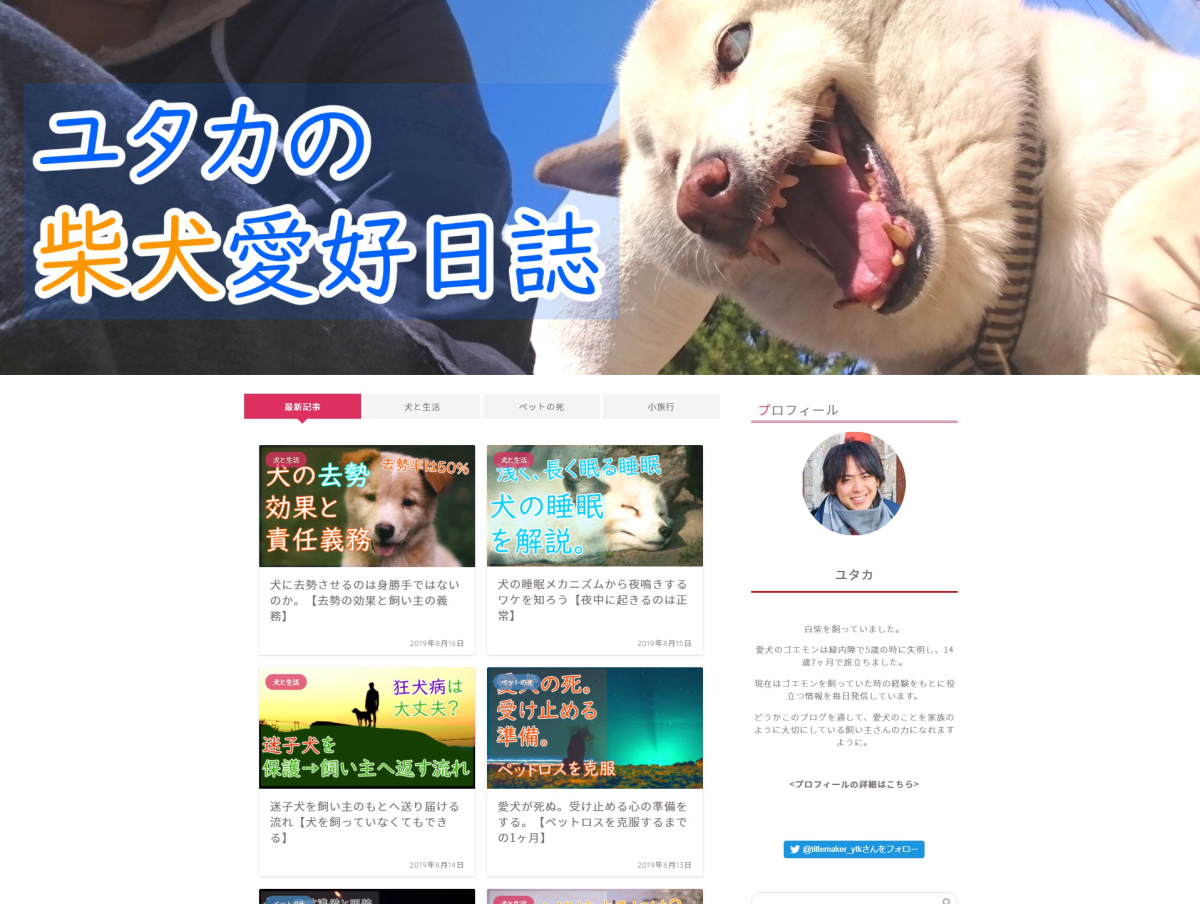 ユタカの
柴犬愛好日誌
最新記事
犬と生活
ペットの死
小旅行
犬と生活
犬の去勢
去勢率は50%
効果と
責任義務
犬に去勢させるのは身勝手ではない
のか。【去勢の効果と飼い主の義
務】
2019年8月16日
犬と生活
浅く、長く眠る睡眠
犬の睡眠
を解説。
犬の睡眠メカニズムから夜鳴きする
ワケを知ろう【夜中に起きるのは正
常】
2019年8月15日
犬と生活
狂犬病は
大丈夫?
迷子犬を
保護→飼い主へ返す流れ
迷子犬を飼い主のもとへ送り届ける
流れ【犬を飼っていなくてもでき
る】
2019年8月14日
ペットの死
愛犬の死。
受け止める
準備。
ペットロスを克服
愛犬が死ぬ。受け止める心の準備を
する。【ペットロスを克服するまで
の1ヶ月】
2019年8月13日
ペットの死
犬と生活
プロフィール
ユタカ
白柴を飼っていました。
愛犬のゴエモンは緑内障で5歳の時に失明し、14
歳7ヶ月で旅立ちました。
現在はゴエモンを飼っていた時の経験をもとに役
立つ情報を毎日発信しています。
どうかこのブログを通して、愛犬のことを家族の
ように大切にしている飼い主さんの力になれます
ように。
<プロフィールの詳細はこちら>
@titlemaker_ytkさんをフォロー